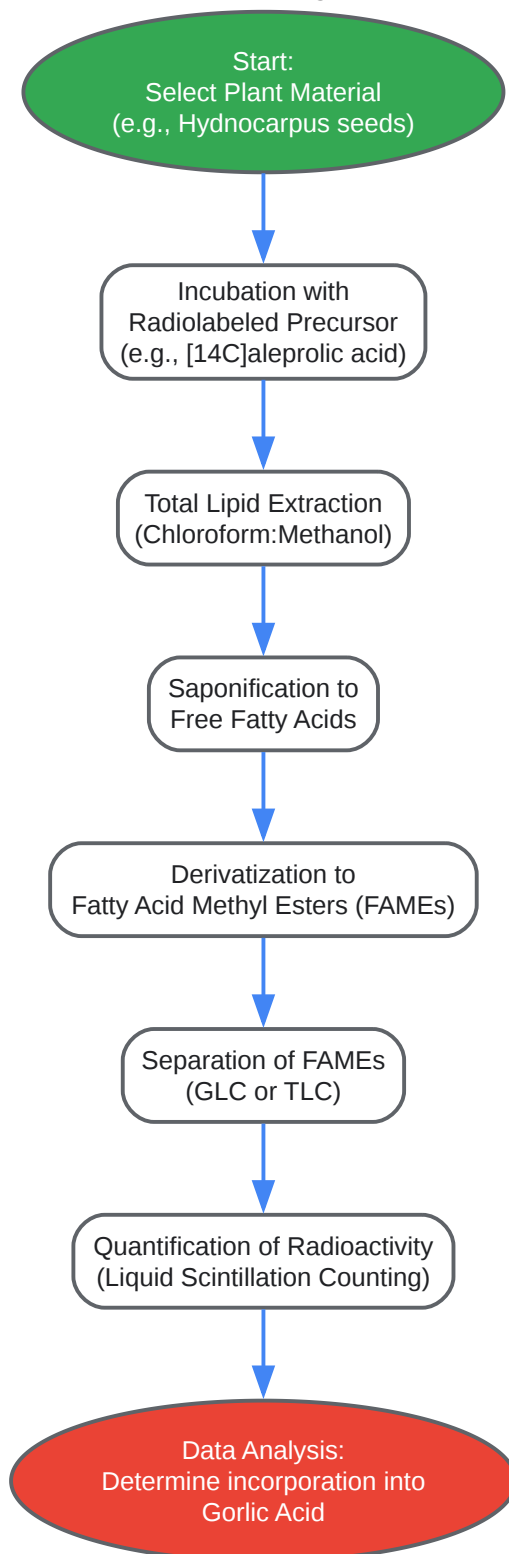 Start:
Select Plant Material
(e.g., Hydnocarpus seeds)
Incubation with
Radiolabeled Precursor
(e.g., [14C]aleprolic acid)
Total Lipid Extraction
(Chloroform:Methanol)
Saponification to
Free Fatty Acids
Derivatization to
Fatty Acid Methyl Esters (FAMEs)
Separation of FAMEs
(GLC or TLC)
Quantification of Radioactivity
(Liquid Scintillation Counting)
Data Analysis:
Determine incorporation into
Gorlic Acid